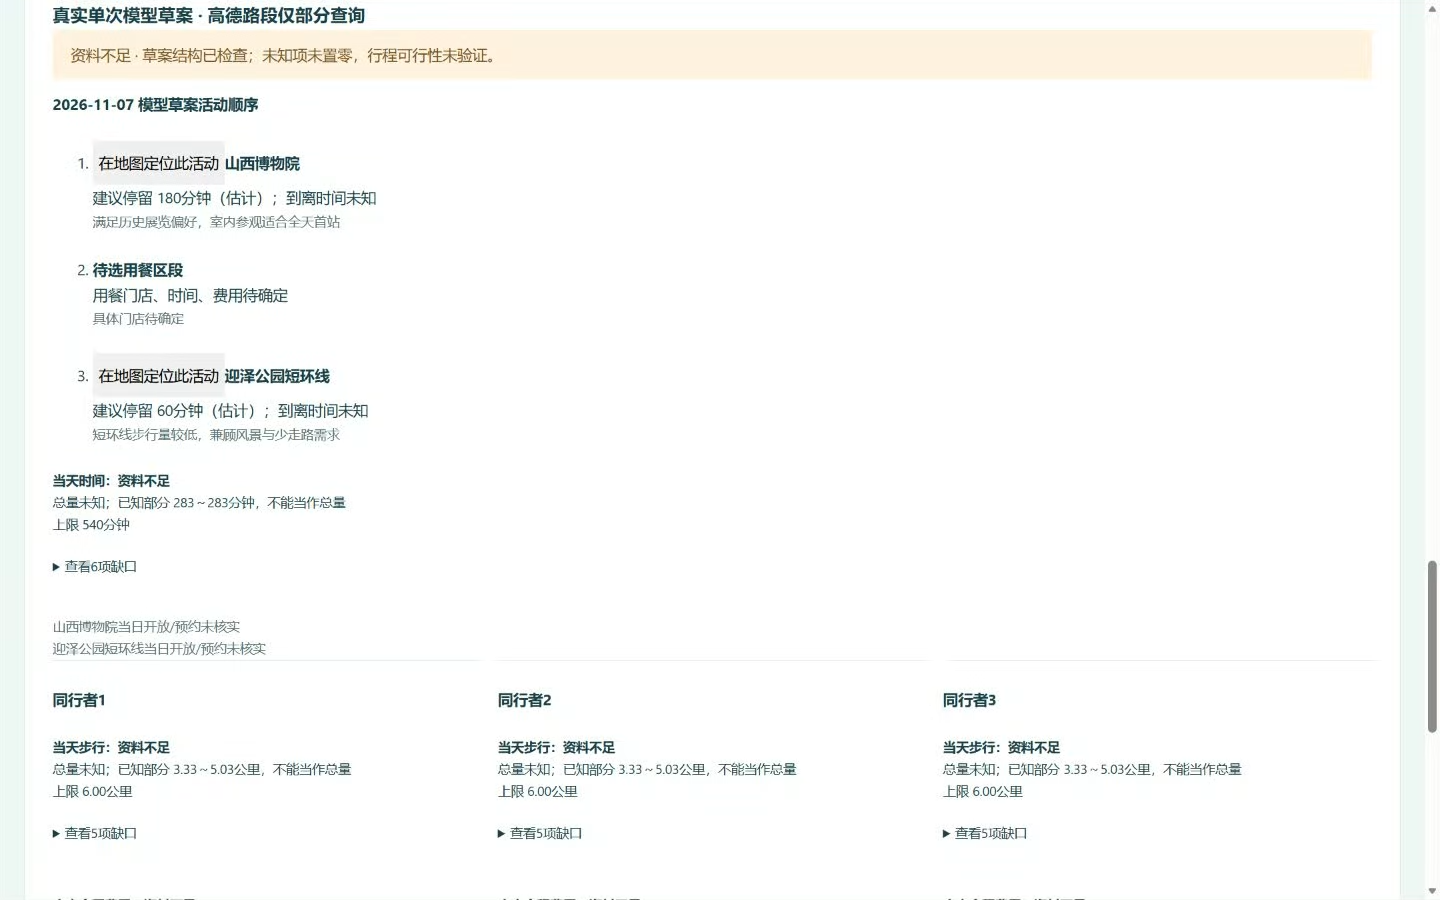 真实单次模型草案 · 高德路段仅部分查询
资料不足 · 草案结构已检查；未知项未置零，行程可行性未验证。
2026-11-07 模型草案活动顺序
1. 在地图定位此活动 山西博物院
建议停留 180分钟（估计）；到离时间未知
满足历史展览偏好，室内参观适合全天首站
2. 待选用餐区段
用餐门店、时间、费用待确定
具体门店待确定
3. 在地图定位此活动 迎泽公园短环线
建议停留 60分钟（估计）；到离时间未知
短环线步行量较低，兼顾风景与少走路需求
当天时间：资料不足
总量未知；已知部分 283～283分钟，不能当作总量
上限 540分钟
▶ 查看6项缺口
山西博物院当日开放/预约未核实
迎泽公园短环线当日开放/预约未核实
同行者1
当天步行：资料不足
总量未知；已知部分 3.33～5.03公里，不能当作总量
上限 6.00公里
▶ 查看5项缺口
同行者2
当天步行：资料不足
总量未知；已知部分 3.33～5.03公里，不能当作总量
上限 6.00公里
▶ 查看5项缺口
同行者3
当天步行：资料不足
总量未知；已知部分 3.33～5.03公里，不能当作总量
上限 6.00公里
▶ 查看5项缺口